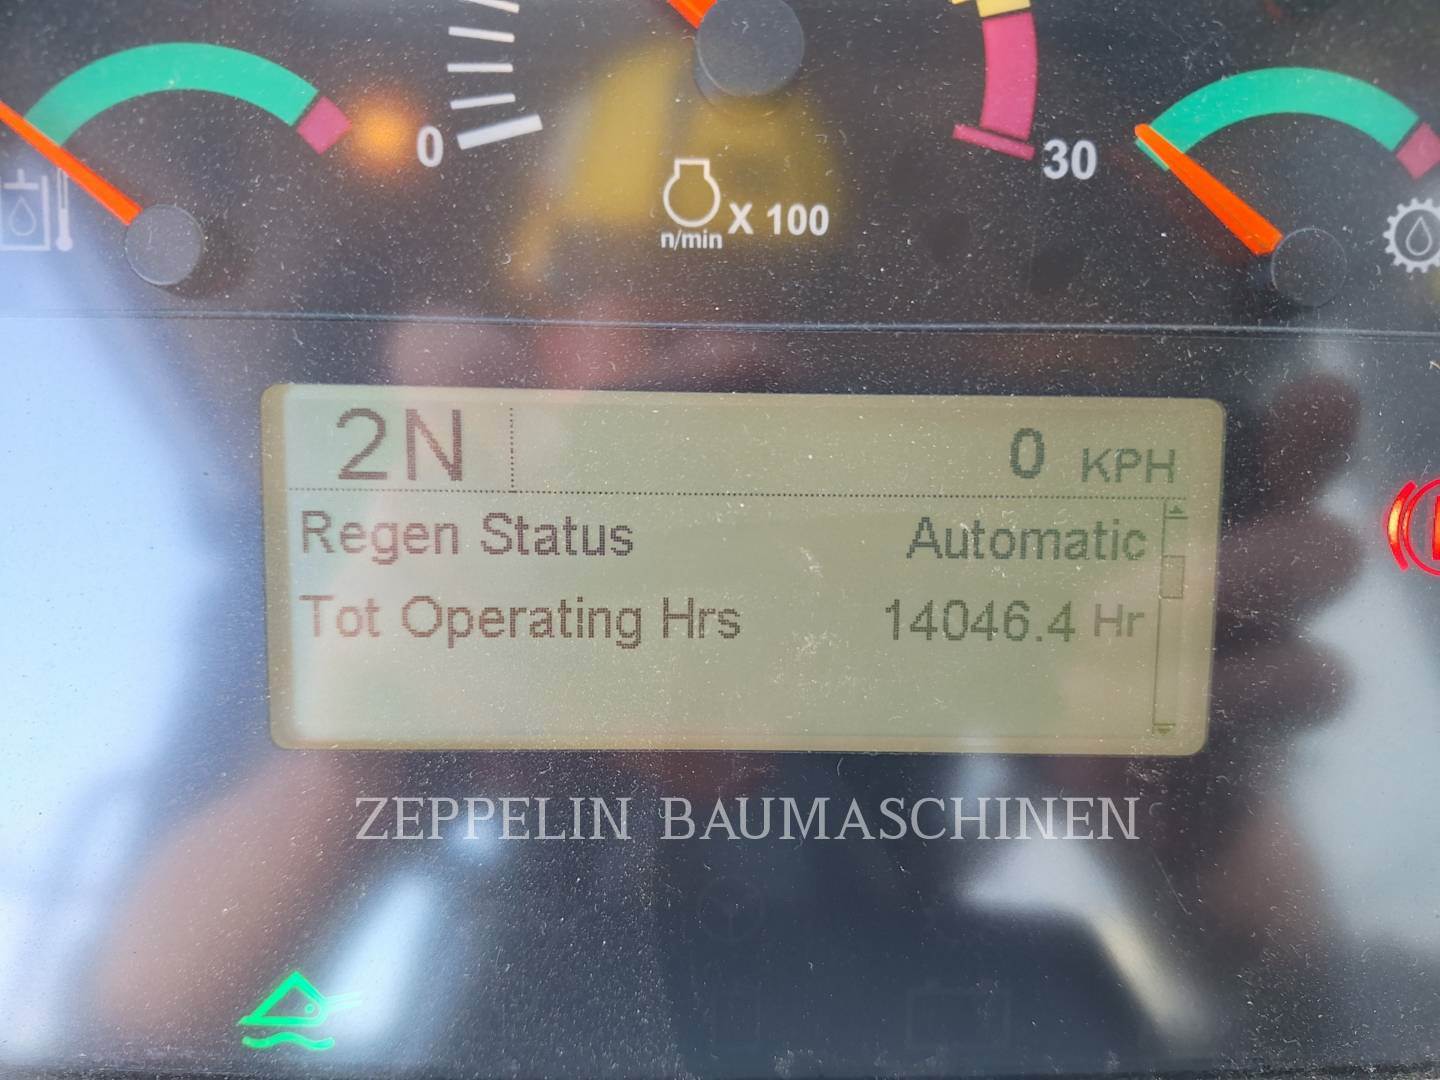 0
30
X 100
n/min
2N
0 KPH
Regen Status Automatic
Tot Operating Hrs 14046.4 Hr
ZEPPELIN BAUMASCHINEN